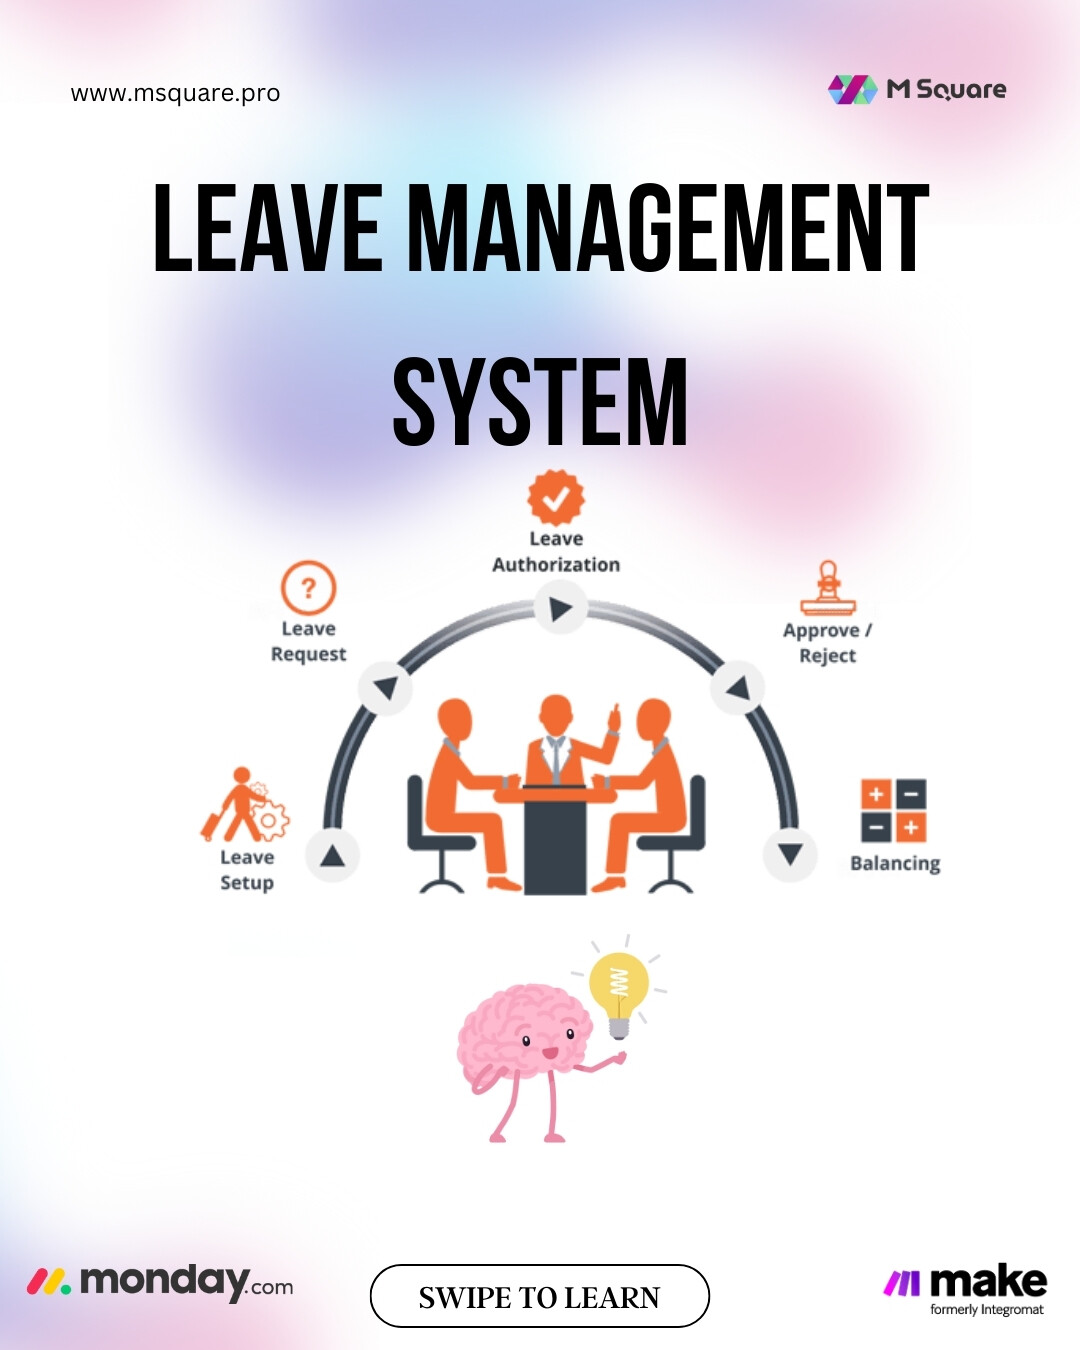 www.msquare.pro
M Square
LEAVE MANAGEMENT
SYSTEM
Leave
Authorization
?
Leave
Request
Approve /
Reject
Leave
Setup
+ −
− +
Balancing
monday.com
SWIPE TO LEARN
make
formerly Integromat